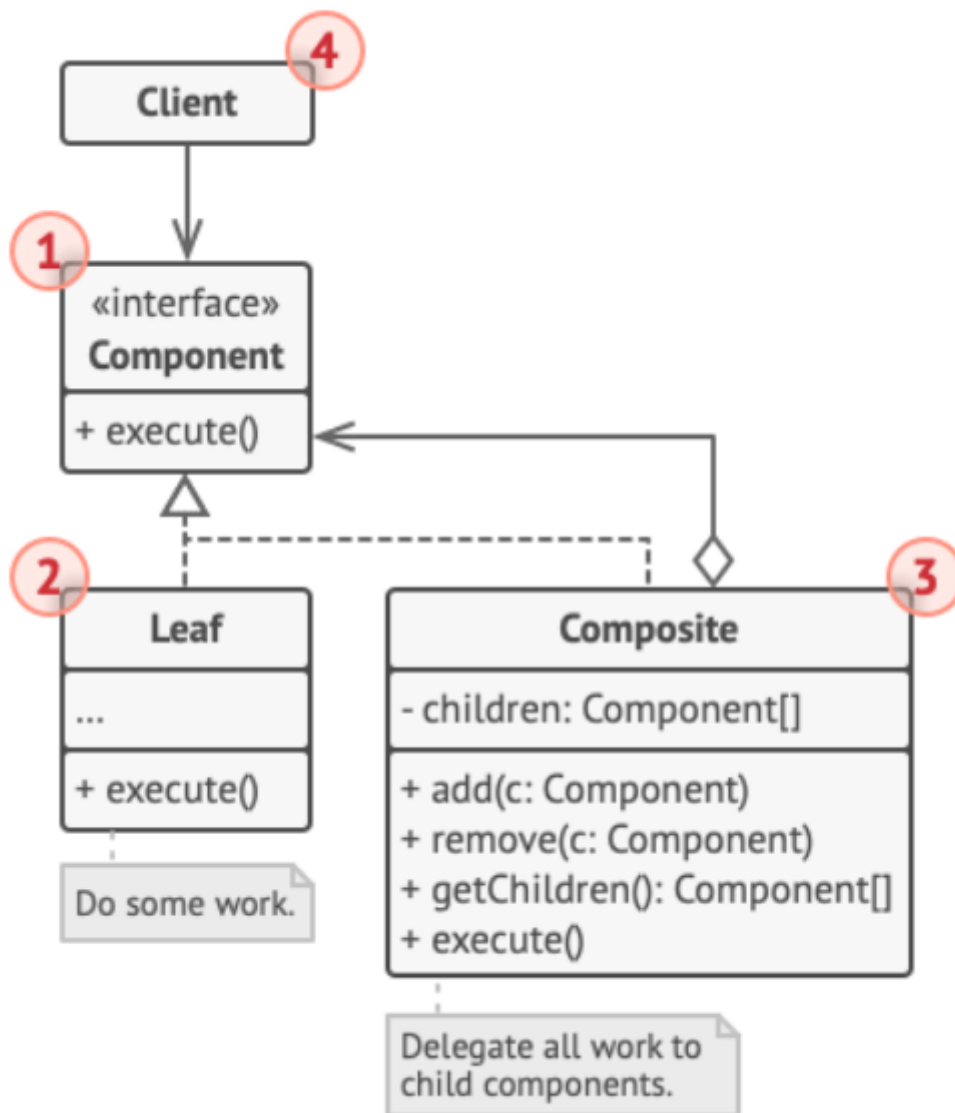 4
Client
1
«interface»
Component
+ execute()
2
Leaf
...
+ execute()
Do some work.
3
Composite
- children: Component[]
+ add(c: Component)
+ remove(c: Component)
+ getChildren(): Component[]
+ execute()
Delegate all work to
child components.